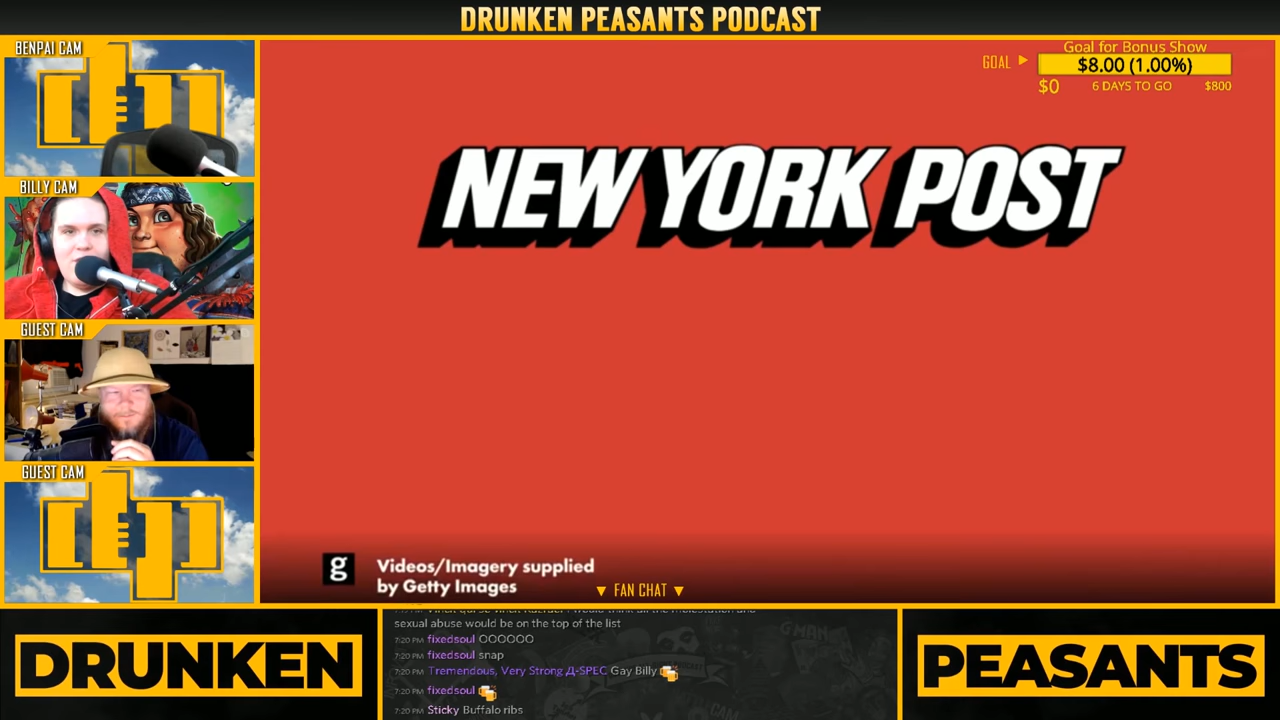 DRUNKEN PEASANTS PODCAST
BENPAI CAM
BILLY CAM
GUEST CAM
GUEST CAM
Goal for Bonus Show
GOAL
$8.00 (1.00%)
$0
6 DAYS TO GO
$800
NEW YORK POST
g
Videos/Imagery supplied
by Getty Images
▼ FAN CHAT ▼
sexual abuse would be on the top of the list
7:20 PM fixedsoul OOOOOO
7:20 PM fixedsoul snap
7:20 PM Tremendous, Very Strong Д-SPEC Gay Billy
7:20 PM fixedsoul
7:20 PM Sticky Buffalo ribs
DRUNKEN
PEASANTS